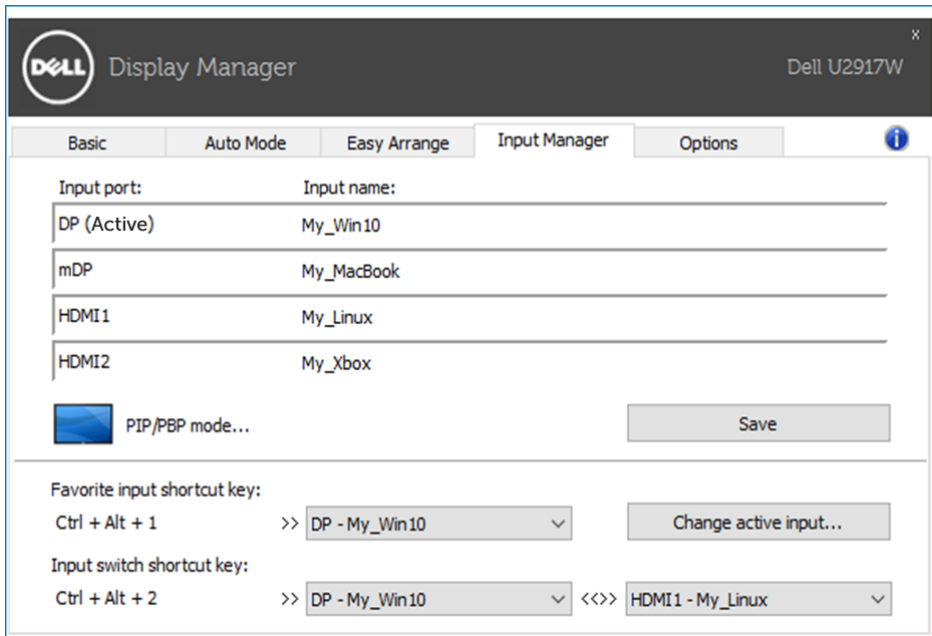 x
DELL Display Manager Dell U2917W
Basic Auto Mode Easy Arrange Input Manager Options i
Input port: Input name:
DP (Active) My_Win10
mDP My_MacBook
HDMI1 My_Linux
HDMI2 My_Xbox
PIP/PBP mode... Save
Favorite input shortcut key:
Ctrl + Alt + 1 >> DP - My_Win10 Change active input...
Input switch shortcut key:
Ctrl + Alt + 2 >> DP - My_Win10 <<>> HDMI1 - My_Linux